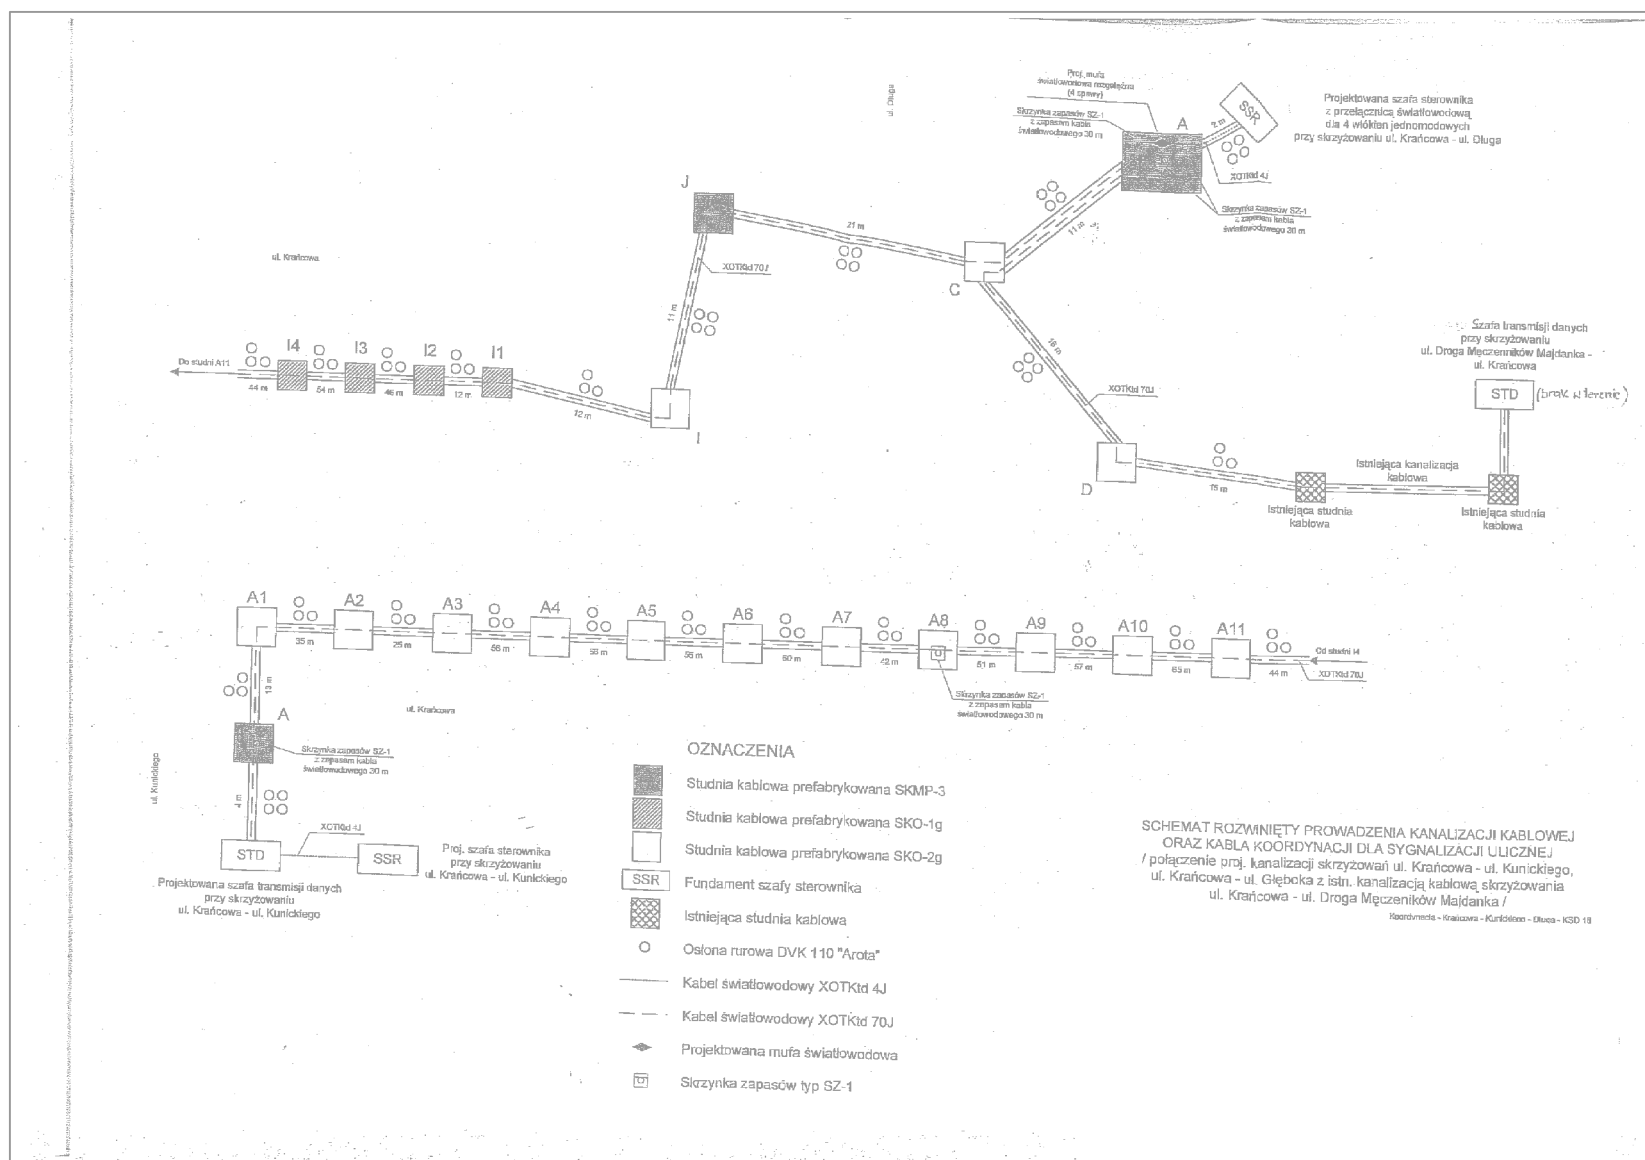 Proj. mufa
światłowodowa rozgałęźna
(4 spawy)
Skrzynka zapasów SZ-1
z zapasem kabla
światłowodowego 30 m
A
SSR
2 m
XOTKtd 4J
Projektowana szafa sterownika
z przełącznicą światłowodową
dla 4 włókien jednomodowych
przy skrzyżowaniu ul. Krańcowa - ul. Długa
ul. Długa
Skrzynka zapasów SZ-1
z zapasem kabla
światłowodowego 30 m
J
21 m
11 m
C
XOTKtd 70J
11 m
ul. Krańcowa
Do studni A11
I4
I3
I2
I1
44 m
54 m
46 m
12 m
12 m
I
XOTKtd 70J
D
15 m
Szafa transmisji danych
przy skrzyżowaniu
ul. Droga Męczenników Majdanka -
ul. Krańcowa
STD
(brak w terenie)
Istniejąca kanalizacja
kablowa
Istniejąca studnia
kablowa
Istniejąca studnia
kablowa
A1
A2
A3
A4
A5
A6
A7
A8
A9
A10
A11
35 m
25 m
56 m
42 m
51 m
57 m
65 m
44 m
Od studni I4
XOTKtd 70J
Skrzynka zapasów SZ-1
z zapasem kabla
światłowodowego 30 m
13 m
A
ul. Krańcowa
ul. Kunickiego
Skrzynka zapasów SZ-1
z zapasem kabla
światłowodowego 30 m
4 m
XOTKtd 4J
STD
SSR
Proj. szafa sterownika
przy skrzyżowaniu
ul. Krańcowa - ul. Kunickiego
Projektowana szafa transmisji danych
przy skrzyżowaniu
ul. Krańcowa - ul. Kunickiego
OZNACZENIA
Studnia kablowa prefabrykowana SKMP-3
Studnia kablowa prefabrykowana SKO-1g
Studnia kablowa prefabrykowana SKO-2g
SSR Fundament szafy sterownika
Istniejąca studnia kablowa
Osłona rurowa DVK 110 "Arota"
Kabel światłowodowy XOTKtd 4J
Kabel światłowodowy XOTKtd 70J
Projektowana mufa światłowodowa
Skrzynka zapasów typ SZ-1
SCHEMAT ROZWINIĘTY PROWADZENIA KANALIZACJI KABLOWEJ
ORAZ KABLA KOORDYNACJI DLA SYGNALIZACJI ULICZNEJ
/ połączenie proj. kanalizacji skrzyżowań ul. Krańcowa - ul. Kunickiego,
ul. Krańcowa - ul. Głęboka z istn. kanalizacją kablową skrzyżowania
ul. Krańcowa - ul. Droga Męczeników Majdanka /
Koordynacja - Krańcowa - Kunickiego - Długa - KSD 16